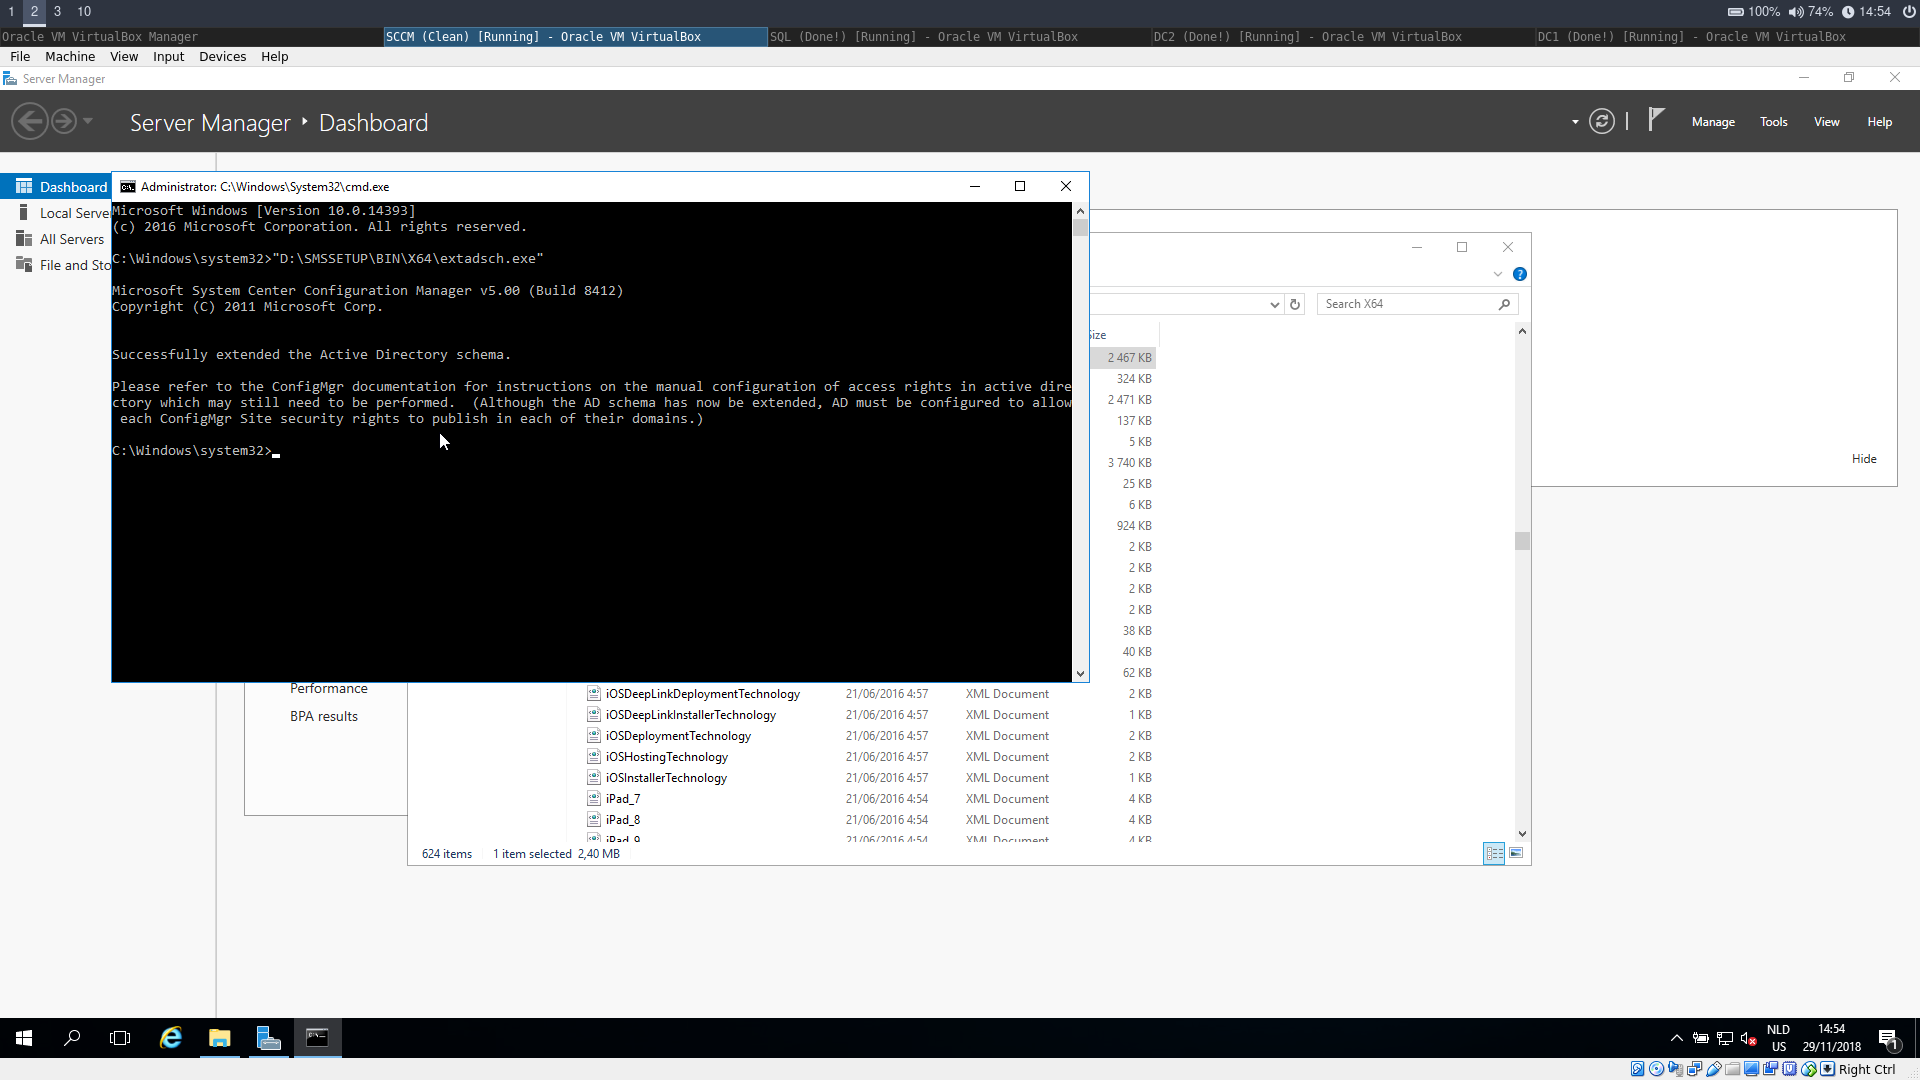 1 2 3 10
100% 74% 14:54
Oracle VM VirtualBox Manager
SCCM (Clean) [Running] - Oracle VM VirtualBox
SQL (Done!) [Running] - Oracle VM VirtualBox
DC2 (Done!) [Running] - Oracle VM VirtualBox
DC1 (Done!) [Running] - Oracle VM VirtualBox
File Machine View Input Devices Help
Server Manager
Server Manager ‣ Dashboard
Manage Tools View Help
Dashboard
Local Serve
All Servers
File and Sto
Administrator: C:\Windows\System32\cmd.exe
Microsoft Windows [Version 10.0.14393]
(c) 2016 Microsoft Corporation. All rights reserved.
C:\Windows\system32>"D:\SMSSETUP\BIN\X64\extadsch.exe"
Microsoft System Center Configuration Manager v5.00 (Build 8412)
Copyright (C) 2011 Microsoft Corp.
Successfully extended the Active Directory schema.
Please refer to the ConfigMgr documentation for instructions on the manual configuration of access rights in active dire
ctory which may still need to be performed.  (Although the AD schema has now be extended, AD must be configured to allow
 each ConfigMgr Site security rights to publish in each of their domains.)
C:\Windows\system32>
Search X64
Size
2 467 KB
324 KB
2 471 KB
137 KB
5 KB
3 740 KB
25 KB
6 KB
924 KB
2 KB
2 KB
2 KB
2 KB
38 KB
40 KB
62 KB
Hide
Performance
BPA results
iOSDeepLinkDeploymentTechnology 21/06/2016 4:57 XML Document 2 KB
iOSDeepLinkInstallerTechnology 21/06/2016 4:57 XML Document 1 KB
iOSDeploymentTechnology 21/06/2016 4:57 XML Document 2 KB
iOSHostingTechnology 21/06/2016 4:57 XML Document 2 KB
iOSInstallerTechnology 21/06/2016 4:57 XML Document 1 KB
iPad_7 21/06/2016 4:54 XML Document 4 KB
iPad_8 21/06/2016 4:54 XML Document 4 KB
iPad_9 21/06/2016 4:54 XML Document 4 KB
624 items 1 item selected 2,40 MB
NLD
US
14:54
29/11/2018
1
Right Ctrl